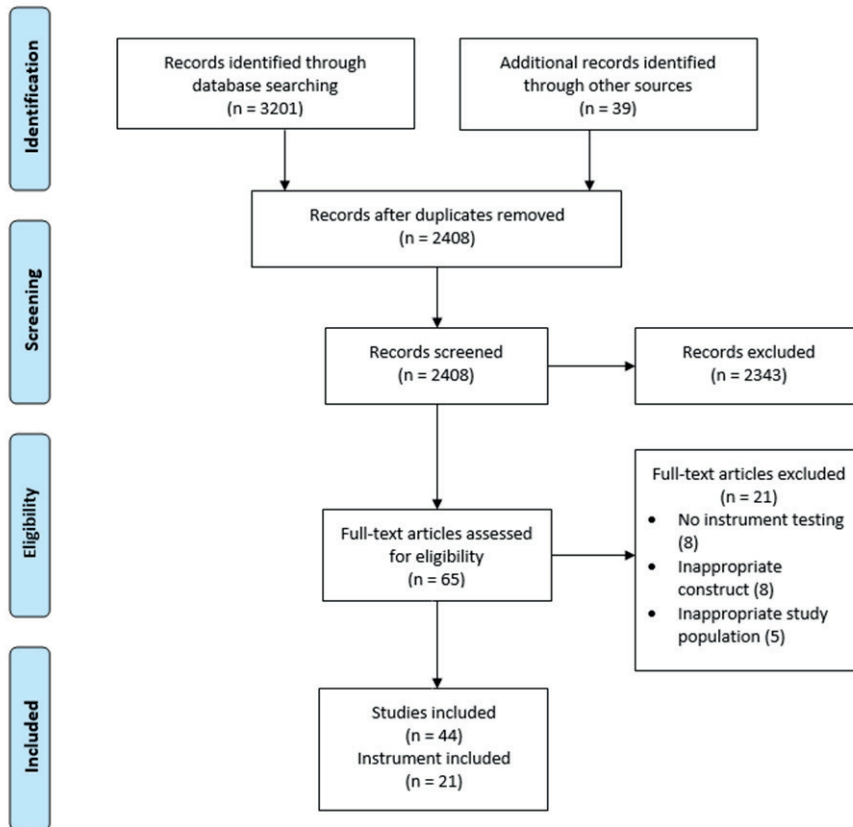 Identification
Records identified through
database searching
(n = 3201)
Additional records identified
through other sources
(n = 39)
Records after duplicates removed
(n = 2408)
Screening
Records screened
(n = 2408)
Records excluded
(n = 2343)
Eligibility
Full-text articles assessed
for eligibility
(n = 65)
Full-text articles excluded
(n = 21)
• No instrument testing
(8)
• Inappropriate
construct (8)
• Inappropriate study
population (5)
Included
Studies included
(n = 44)
Instrument included
(n = 21)